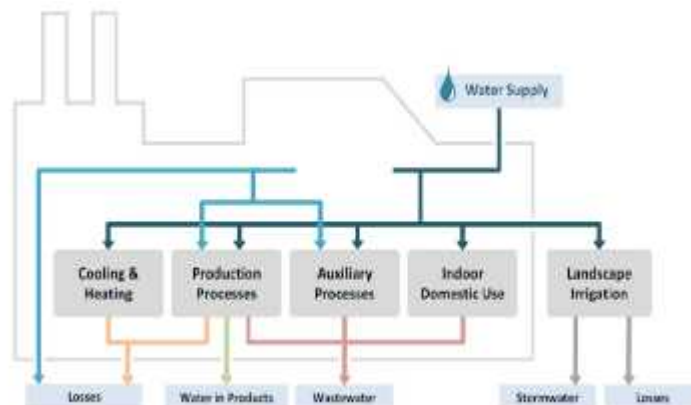 Water Supply
Cooling &
Heating
Production
Processes
Auxiliary
Processes
Indoor
Domestic Use
Landscape
Irrigation
Losses
Water in Products
Wastewater
Stormwater
Losses